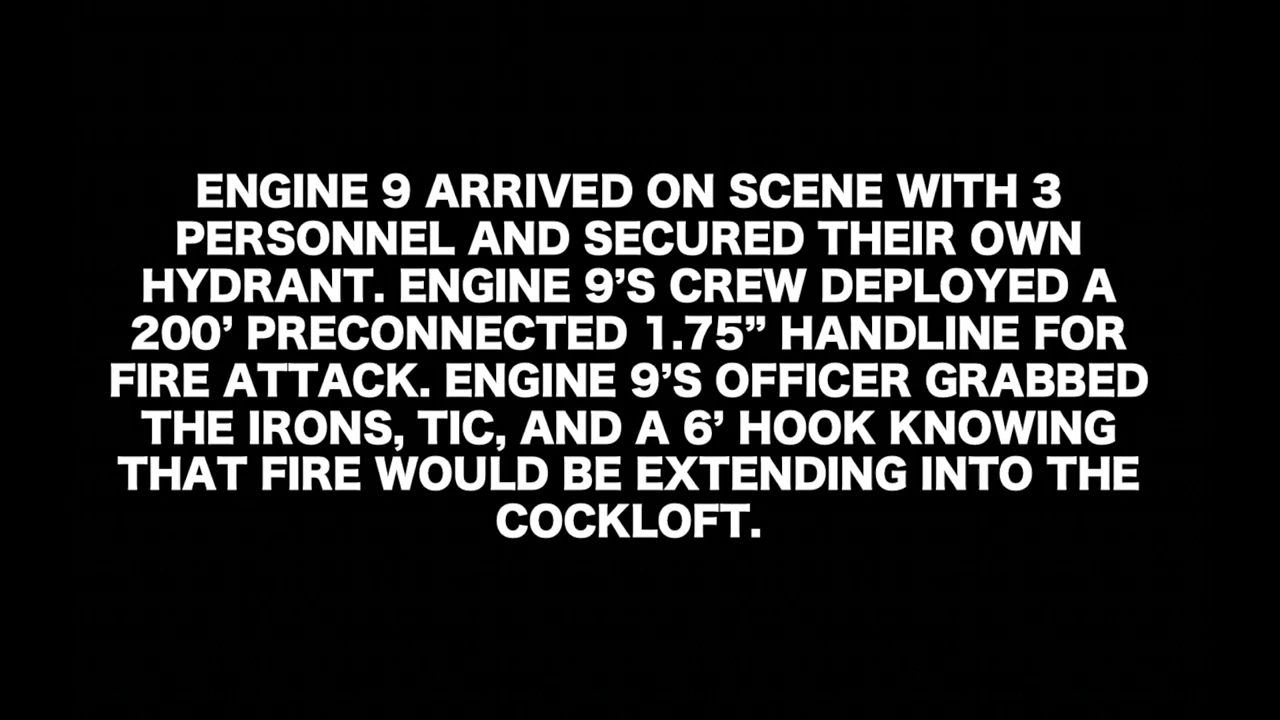 ENGINE 9 ARRIVED ON SCENE WITH 3
PERSONNEL AND SECURED THEIR OWN
HYDRANT. ENGINE 9’S CREW DEPLOYED A
200’ PRECONNECTED 1.75” HANDLINE FOR
FIRE ATTACK. ENGINE 9’S OFFICER GRABBED
THE IRONS, TIC, AND A 6’ HOOK KNOWING
THAT FIRE WOULD BE EXTENDING INTO THE
COCKLOFT.